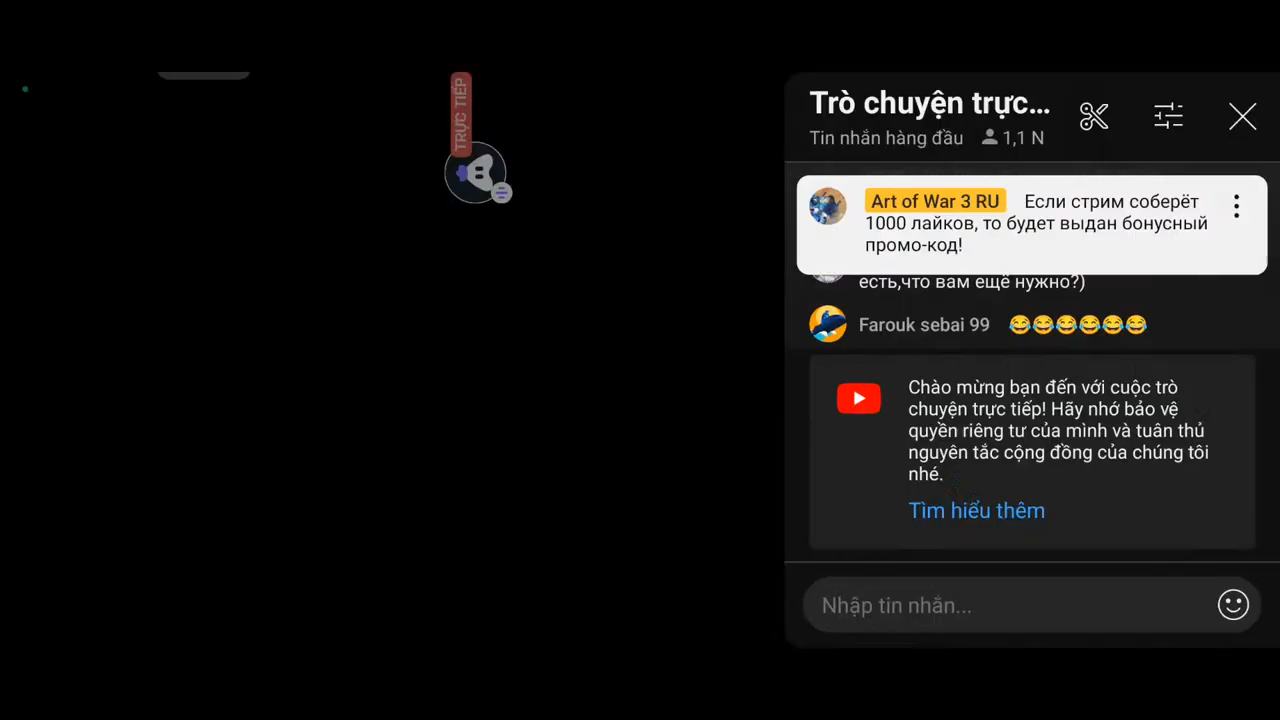 TRỰC TIẾP
Trò chuyện trực...
Tin nhắn hàng đầu 1,1 N
Art of War 3 RU Если стрим соберёт
1000 лайков, то будет выдан бонусный
промо-код!
есть,что вам ещё нужно?)
Farouk sebai 99 😂😂😂😂😂😂
Chào mừng bạn đến với cuộc trò
chuyện trực tiếp! Hãy nhớ bảo vệ
quyền riêng tư của mình và tuân thủ
nguyên tắc cộng đồng của chúng tôi
nhé.
Tìm hiểu thêm
Nhập tin nhắn...